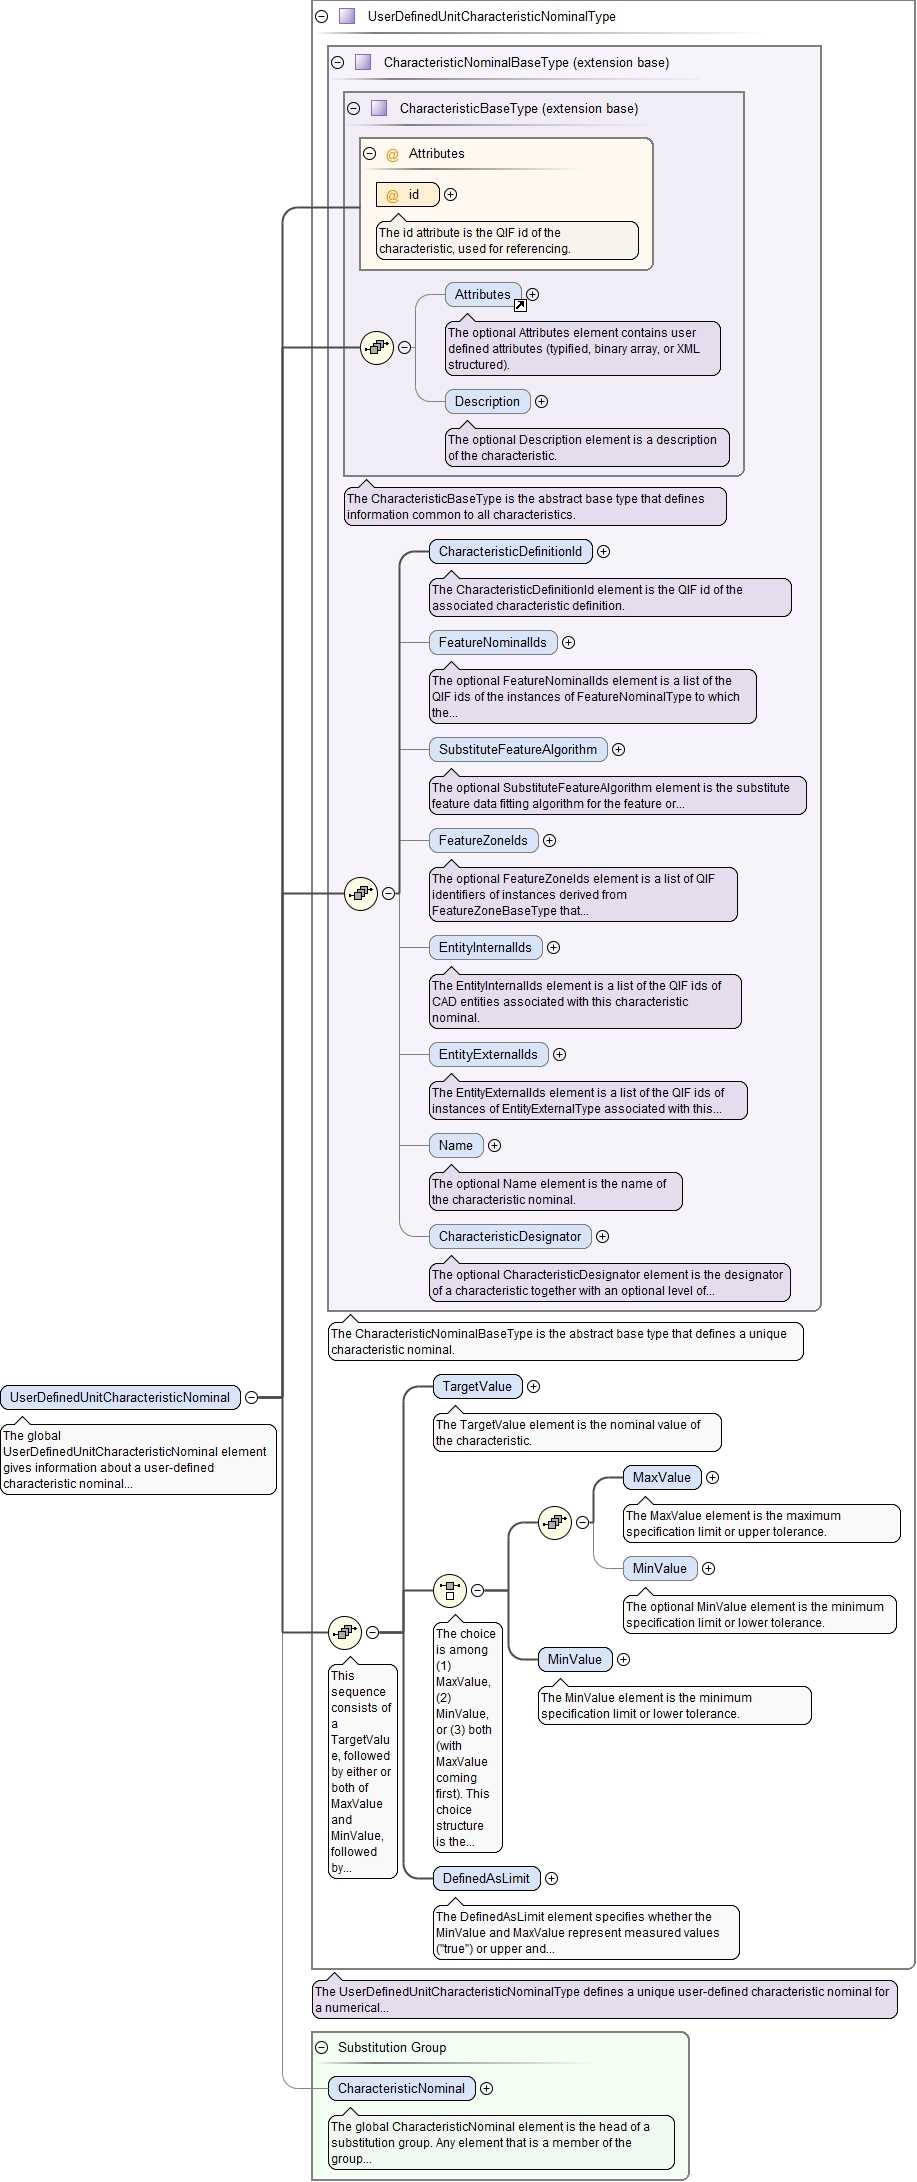 UserDefinedUnitCharacteristicNominalType
CharacteristicNominalBaseType (extension base)
CharacteristicBaseType (extension base)
@ Attributes
@ id
The id attribute is the QIF id of the
characteristic, used for referencing.
Attributes
The optional Attributes element contains user
defined attributes (typified, binary array, or XML
structured).
Description
The optional Description element is a description
of the characteristic.
The CharacteristicBaseType is the abstract base type that defines
information common to all characteristics.
CharacteristicDefinitionId
The CharacteristicDefinitionId element is the QIF id of the
associated characteristic definition.
FeatureNominalIds
The optional FeatureNominalIds element is a list of the
QIF ids of the instances of FeatureNominalType to which
the...
SubstituteFeatureAlgorithm
The optional SubstituteFeatureAlgorithm element is the substitute
feature data fitting algorithm for the feature or...
FeatureZoneIds
The optional FeatureZoneIds element is a list of QIF
identifiers of instances derived from
FeatureZoneBaseType that...
EntityInternalIds
The EntityInternalIds element is a list of the QIF ids of
CAD entities associated with this characteristic
nominal.
EntityExternalIds
The EntityExternalIds element is a list of the QIF ids of
instances of EntityExternalType associated with this...
Name
The optional Name element is the name of
the characteristic nominal.
CharacteristicDesignator
The optional CharacteristicDesignator element is the designator
of a characteristic together with an optional level of...
The CharacteristicNominalBaseType is the abstract base type that defines a unique
characteristic nominal.
UserDefinedUnitCharacteristicNominal
The global
UserDefinedUnitCharacteristicNominal element
gives information about a user-defined
characteristic nominal...
TargetValue
The TargetValue element is the nominal value of
the characteristic.
MaxValue
The MaxValue element is the maximum
specification limit or upper tolerance.
MinValue
The optional MinValue element is the minimum
specification limit or lower tolerance.
MinValue
The MinValue element is the minimum
specification limit or lower tolerance.
The choice
is among
(1)
MaxValue,
(2)
MinValue,
or (3) both
(with
MaxValue
coming
first). This
choice
structure
is the...
This
sequence
consists of
a
TargetValu
e, followed
by either or
both of
MaxValue
and
MinValue,
followed
by...
DefinedAsLimit
The DefinedAsLimit element specifies whether the
MinValue and MaxValue represent measured values
("true") or upper and...
The UserDefinedUnitCharacteristicNominalType defines a unique user-defined characteristic nominal for
a numerical...
Substitution Group
CharacteristicNominal
The global CharacteristicNominal element is the head of a
substitution group. Any element that is a member of the
group...